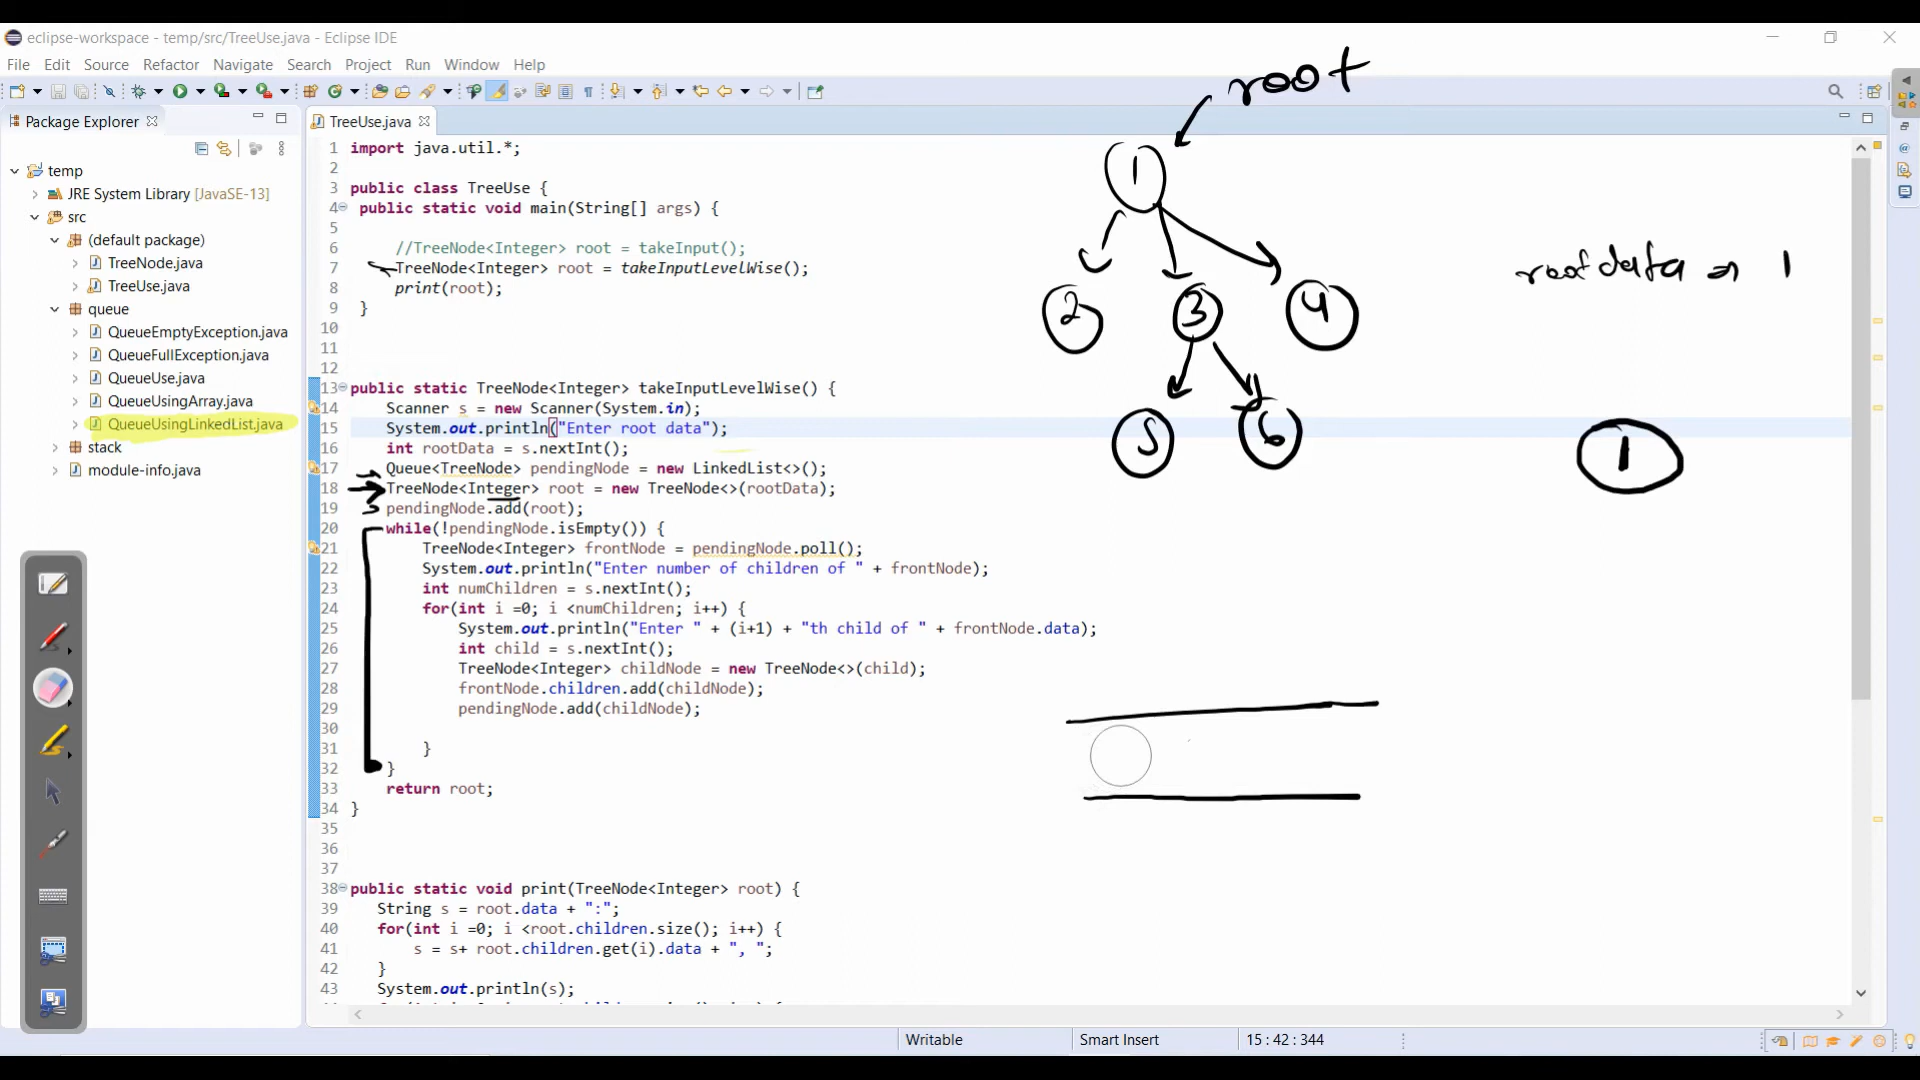 eclipse-workspace - temp/src/TreeUse.java - Eclipse IDE
File Edit Source Refactor Navigate Search Project Run Window Help
Package Explorer
temp
JRE System Library [JavaSE-13]
src
(default package)
TreeNode.java
TreeUse.java
queue
QueueEmptyException.java
QueueFullException.java
QueueUse.java
QueueUsingArray.java
QueueUsingLinkedList.java
stack
module-info.java
TreeUse.java
1 import java.util.*;
2
3 public class TreeUse {
4 public static void main(String[] args) {
5
6 //TreeNode<Integer> root = takeInput();
7 TreeNode<Integer> root = takeInputLevelWise();
8 print(root);
9 }
10
11
12
13 public static TreeNode<Integer> takeInputLevelWise() {
14 Scanner s = new Scanner(System.in);
15 System.out.println("Enter root data");
16 int rootData = s.nextInt();
17 Queue<TreeNode> pendingNode = new LinkedList<>();
18 TreeNode<Integer> root = new TreeNode<>(rootData);
19 pendingNode.add(root);
20 while(!pendingNode.isEmpty()) {
21 TreeNode<Integer> frontNode = pendingNode.poll();
22 System.out.println("Enter number of children of " + frontNode);
23 int numChildren = s.nextInt();
24 for(int i =0; i <numChildren; i++) {
25 System.out.println("Enter " + (i+1) + "th child of " + frontNode.data);
26 int child = s.nextInt();
27 TreeNode<Integer> childNode = new TreeNode<>(child);
28 frontNode.children.add(childNode);
29 pendingNode.add(childNode);
30
31 }
32 }
33 return root;
34 }
35
36
37
38 public static void print(TreeNode<Integer> root) {
39 String s = root.data + ":";
40 for(int i =0; i <root.children.size(); i++) {
41 s = s+ root.children.get(i).data + ", ";
42 }
43 System.out.println(s);
root
1
2 3 4
5 6
rootdata = 1
1
Writable Smart Insert 15 : 42 : 344